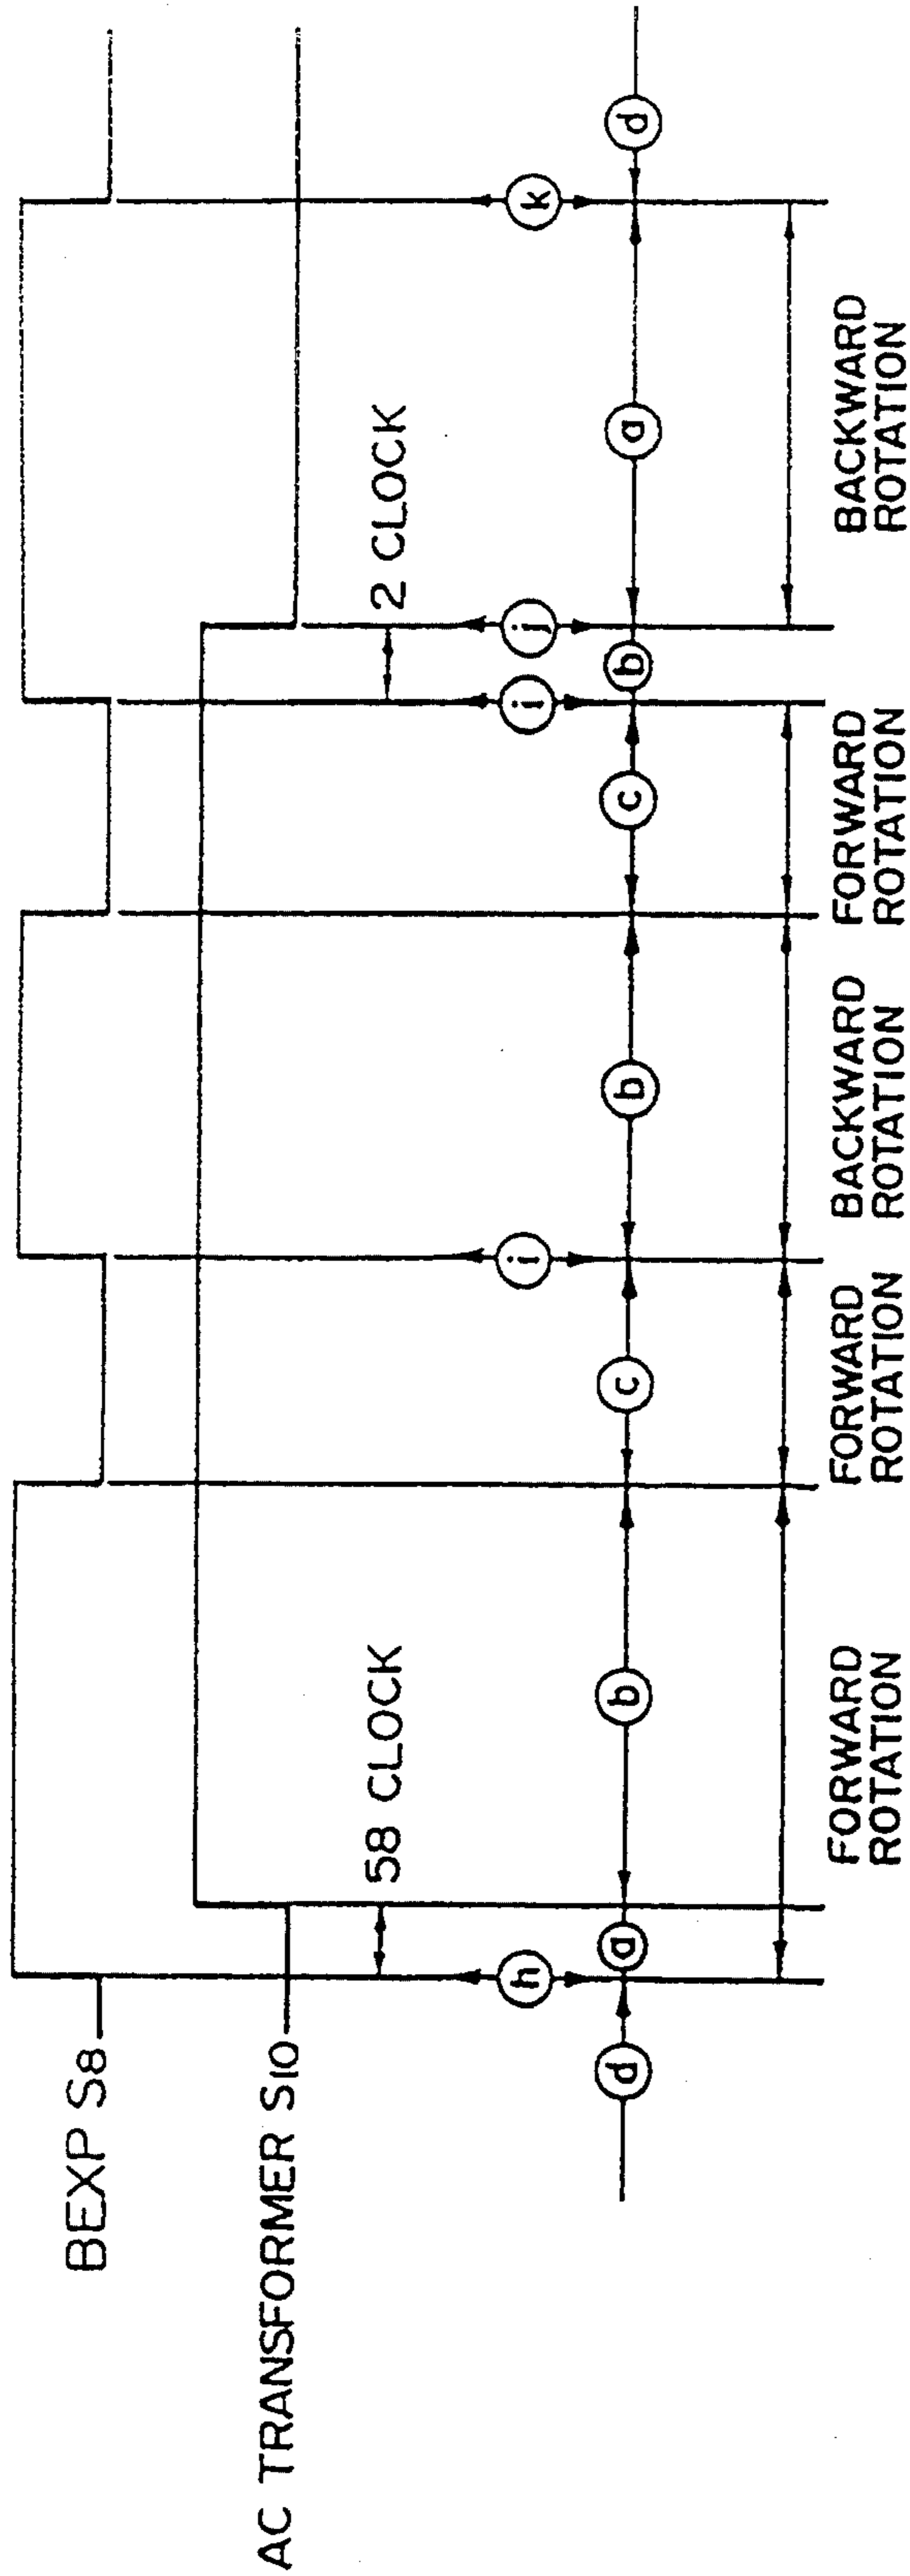 BEXP S8
AC TRANSFORMER S10
58 CLOCK
2 CLOCK
h
i
i
j
k
d
a
b
c
b
c
b
a
d
FORWARD
ROTATION
FORWARD
ROTATION
BACKWARD
ROTATION
FORWARD
ROTATION
BACKWARD
ROTATION